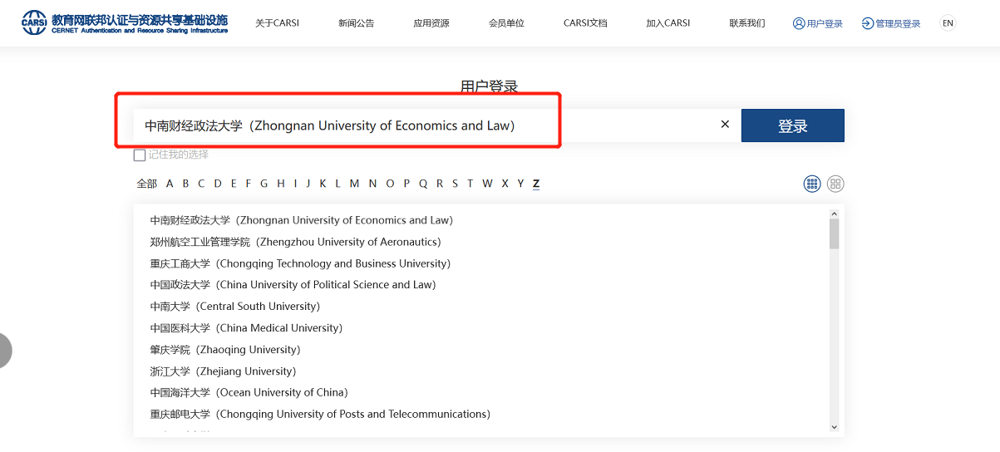 CARSI 教育网联邦认证与资源共享基础设施
CERNET Authentication and Resource Sharing Infrastructure
关于CARSI 新闻公告 应用资源 会员单位 CARSI文档 加入CARSI 联系我们 用户登录 管理员登录 EN
用户登录
中南财经政法大学（Zhongnan University of Economics and Law） × 登录
记住我的选择
全部 A B C D E F G H I J K L M N O P Q R S T W X Y Z
中南财经政法大学（Zhongnan University of Economics and Law）
郑州航空工业管理学院（Zhengzhou University of Aeronautics）
重庆工商大学（Chongqing Technology and Business University）
中国政法大学（China University of Political Science and Law）
中南大学（Central South University）
中国医科大学（China Medical University）
肇庆学院（Zhaoqing University）
浙江大学（Zhejiang University）
中国海洋大学（Ocean University of China）
重庆邮电大学（Chongqing University of Posts and Telecommunications）